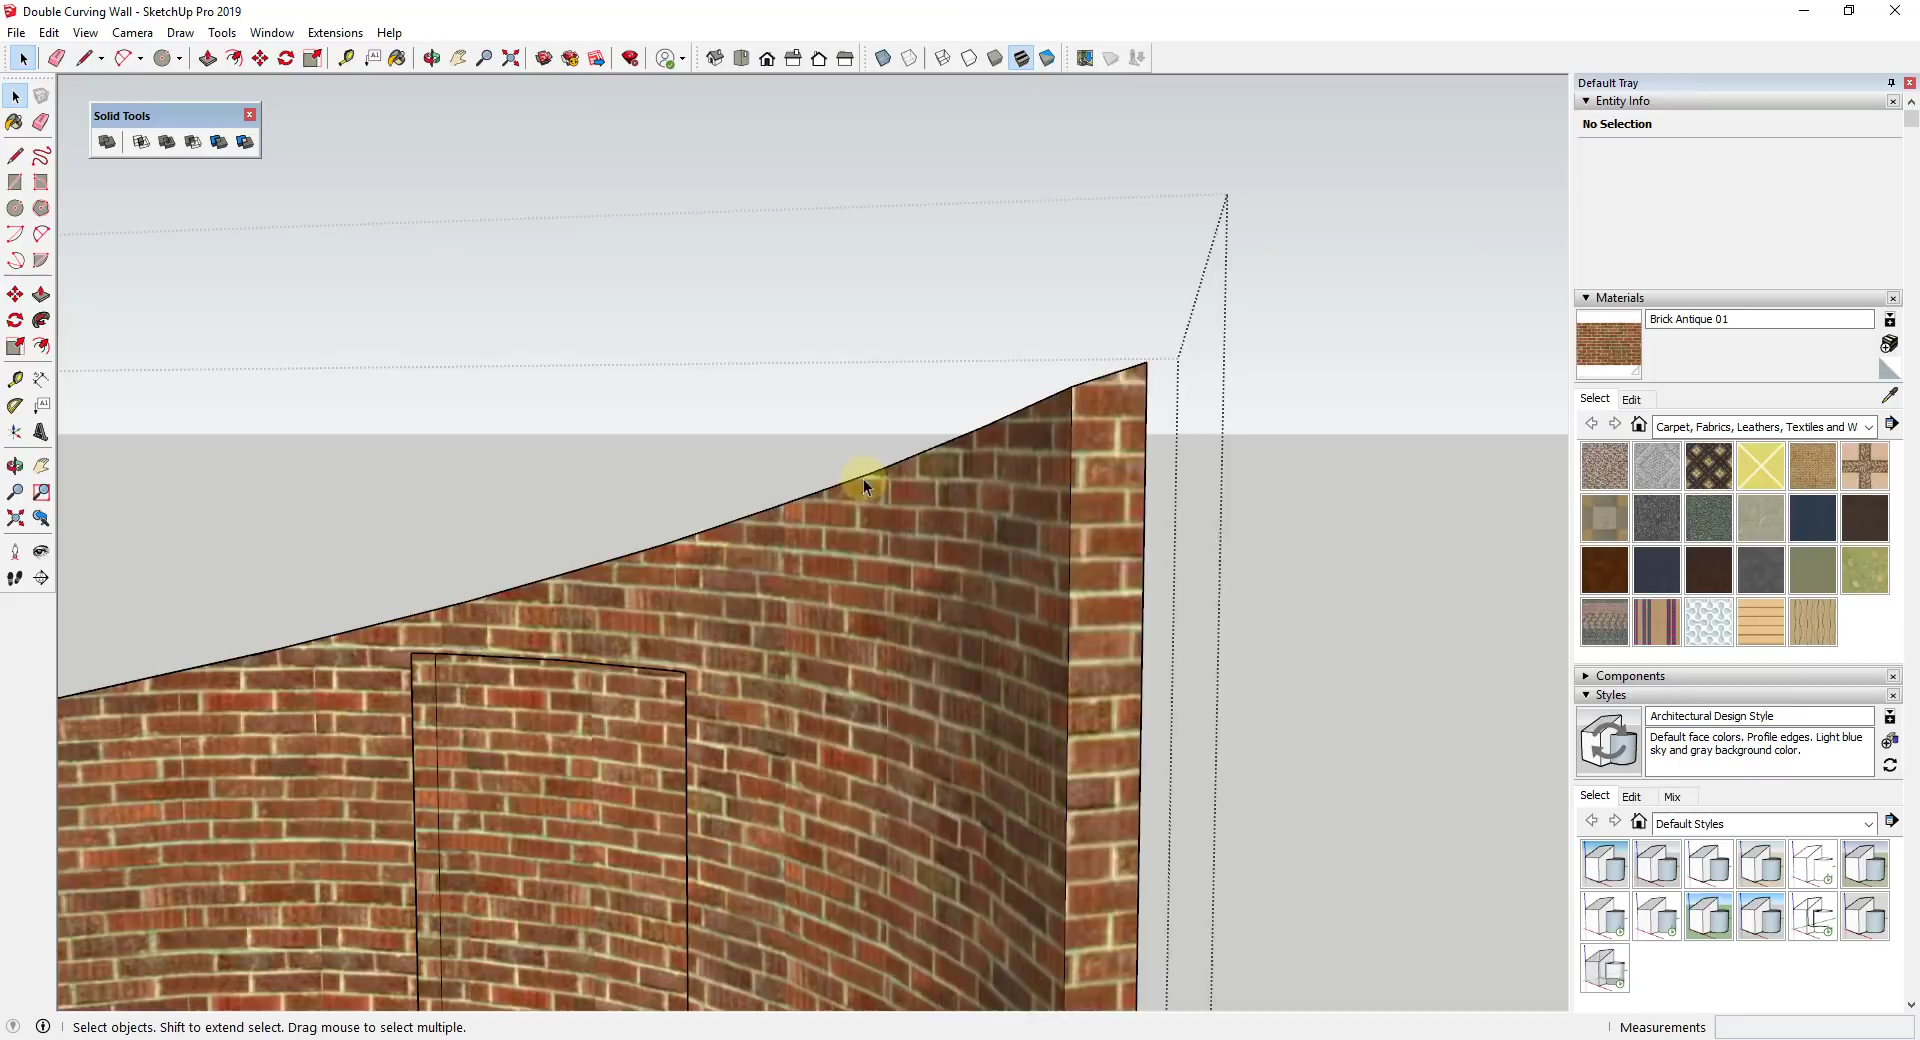 Double Curving Wall - SketchUp Pro 2019
File Edit View Camera Draw Tools Window Extensions Help
Solid Tools
Default Tray
Entity Info
No Selection
Materials
Brick Antique 01
Select Edit
Carpet, Fabrics, Leathers, Textiles and W
Components
Styles
Architectural Design Style
Default face colors. Profile edges. Light blue
sky and gray background color.
Select Edit Mix
Default Styles
Select objects. Shift to extend select. Drag mouse to select multiple.
Measurements